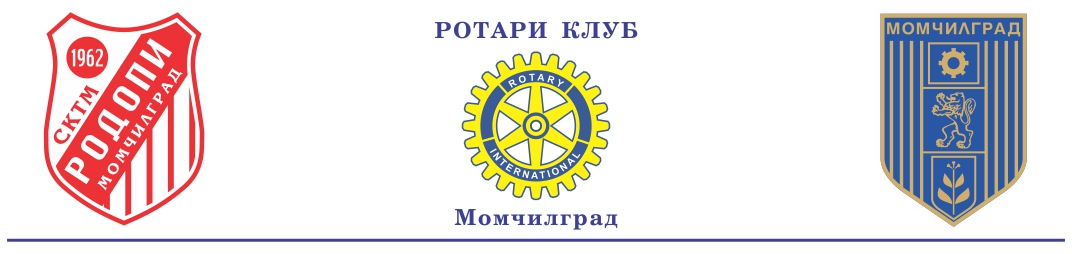 1962
СКТМ
РОДОПИ
МОМЧИЛГРАД
РОТАРИ КЛУБ
ROTARY
INTERNATIONAL
Момчилград
МОМЧИЛГРАД